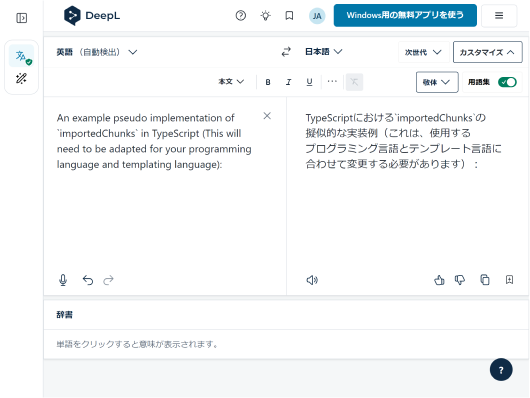 DeepL
JA
Windows用の無料アプリを使う
英語 (自動検出)
日本語
次世代
カスタマイズ
本文
B I U ...
敬体
用語集
An example pseudo implementation of
`importedChunks` in TypeScript (This will
need to be adapted for your programming
language and templating language):
TypeScriptにおける`importedChunks`の
擬似的な実装例（これは、使用する
プログラミング言語とテンプレート言語に
合わせて変更する必要があります）：
辞書
単語をクリックすると意味が表示されます。
?